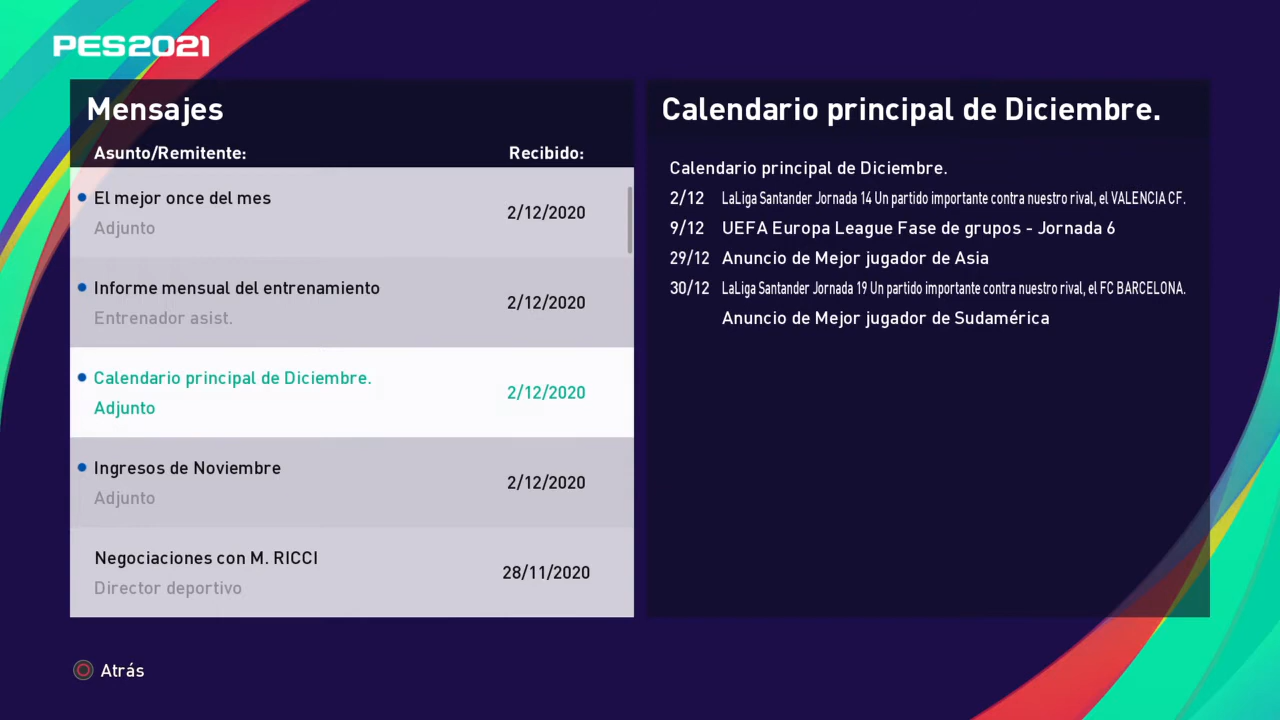 PES2021
Mensajes
Asunto/Remitente: Recibido:
El mejor once del mes
Adjunto
2/12/2020
Informe mensual del entrenamiento
Entrenador asist.
2/12/2020
Calendario principal de Diciembre.
Adjunto
2/12/2020
Ingresos de Noviembre
Adjunto
2/12/2020
Negociaciones con M. RICCI
Director deportivo
28/11/2020
Calendario principal de Diciembre.
Calendario principal de Diciembre.
2/12 LaLiga Santander Jornada 14 Un partido importante contra nuestro rival, el VALENCIA CF.
9/12 UEFA Europa League Fase de grupos - Jornada 6
29/12 Anuncio de Mejor jugador de Asia
30/12 LaLiga Santander Jornada 19 Un partido importante contra nuestro rival, el FC BARCELONA.
Anuncio de Mejor jugador de Sudamérica
Atrás